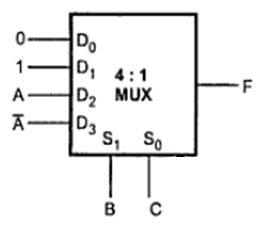 0 D₀
1 D₁
A D₂ 4 : 1 F
A̅ D₃ MUX
S₁ S₀
B C